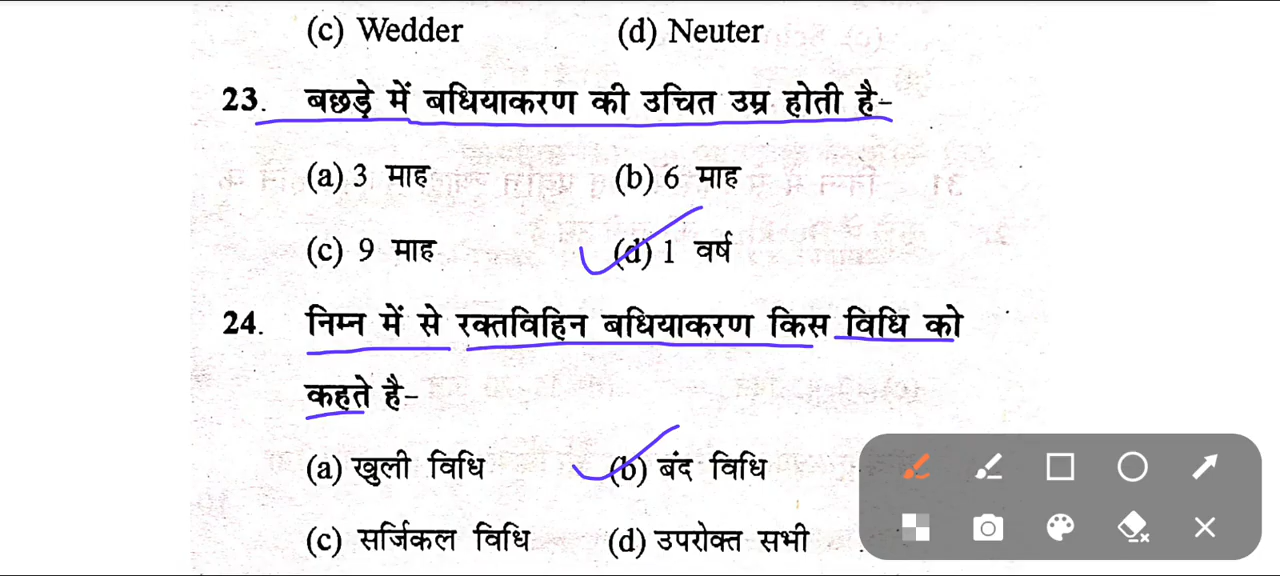 (c) Wedder (d) Neuter
23. बछड़े में बधियाकरण की उचित उम्र होती है-
(a) 3 माह (b) 6 माह
(c) 9 माह (d) 1 वर्ष
24. निम्न में से रक्तविहिन बधियाकरण किस विधि को
कहते है-
(a) खुली विधि (b) बंद विधि
(c) सर्जिकल विधि (d) उपरोक्त सभी